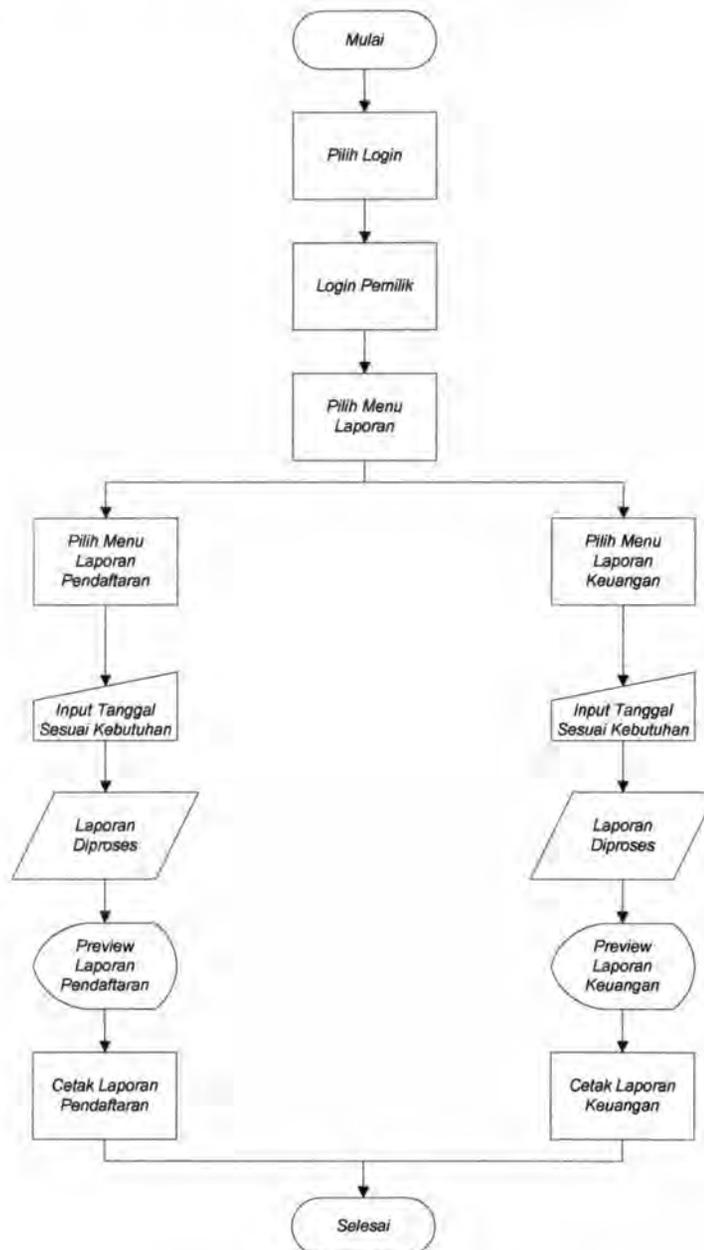 Mulai
Pilih Login
Login Pemilik
Pilih Menu
Laporan
Pilih Menu
Laporan
Pendaftaran
Input Tanggal
Sesuai Kebutuhan
Laporan
Diproses
Preview
Laporan
Pendaftaran
Cetak Laporan
Pendaftaran
Pilih Menu
Laporan
Keuangan
Input Tanggal
Sesuai Kebutuhan
Laporan
Diproses
Preview
Laporan
Keuangan
Cetak Laporan
Keuangan
Selesai